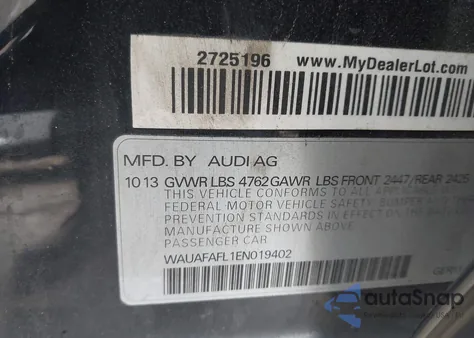 2725196 www.MyDealerLot.com
MFD. BY AUDI AG
10 13 GVWR LBS 4762 GAWR LBS FRONT 2447/REAR 2425
THIS VEHICLE CONFORMS TO ALL APPLICABLE
FEDERAL MOTOR VEHICLE
STANDARDS IN EFFECT ON THE DATE OF
MANUFACTURE SHOWN ABOVE
PASSENGER CAR
WAUAFAFL1EN019402
autoSnap